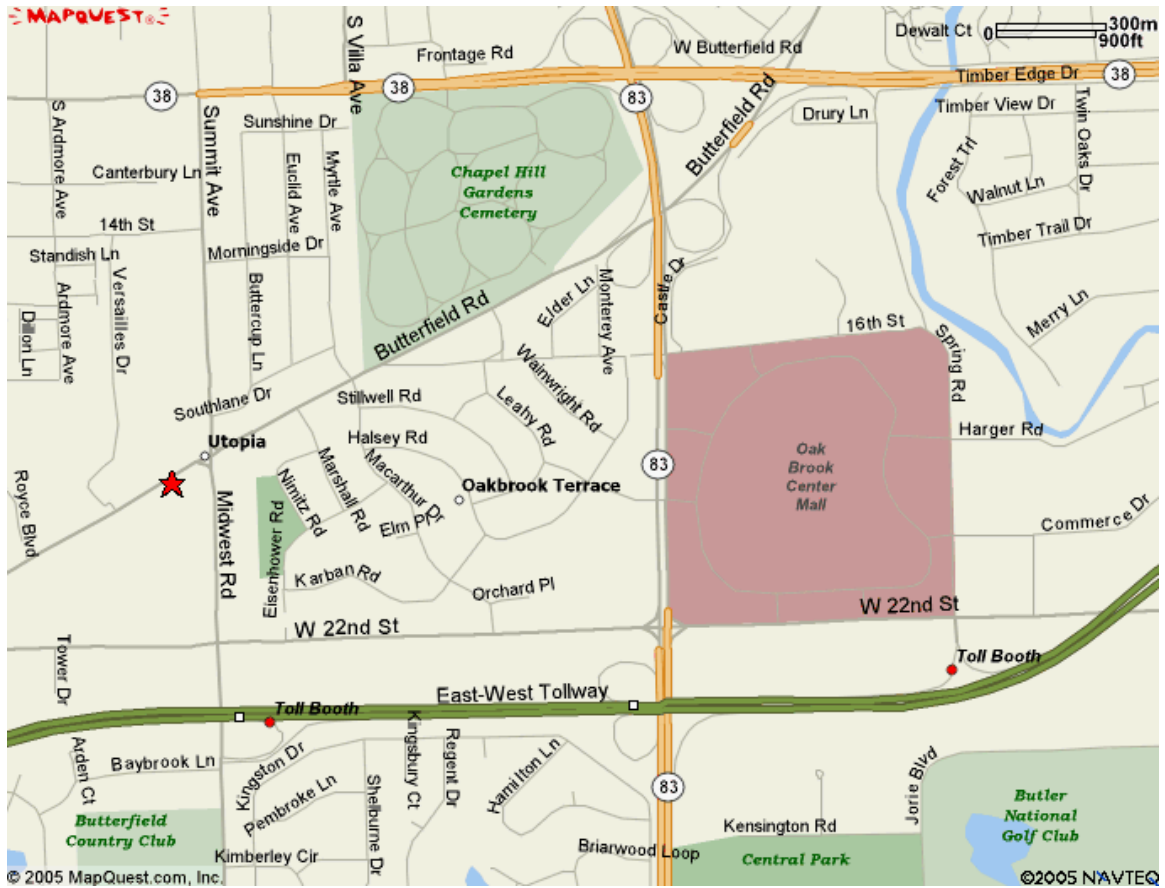 MAPQUEST®
S Villa Ave
Frontage Rd
W Butterfield Rd
Dewalt Ct
0 300m
900ft
38
38
83
Timber Edge Dr
38
S Ardmore Ave
Summit Ave
Sunshine Dr
Euclid Ave
Myrtle Ave
Butterfield Rd
Drury Ln
Timber View Dr
Twin Oaks Dr
Forest Trl
Canterbury Ln
Chapel Hill
Gardens
Cemetery
Walnut Ln
14th St
Morningside Dr
Timber Trail Dr
Standish Ln
Versailles Dr
Buttercup Ln
Elder Ln
Monterey Ave
Castle Dr
Dillon Ln
Ardmore Ave
Butterfield Rd
16th St
Spring Rd
Merry Ln
Wainwright Rd
Southlane Dr
Stillwell Rd
Leahy Rd
Utopia
Halsey Rd
Harger Rd
83
Oak
Brook
Center
Mall
Royce Blvd
Midwest Rd
Nimitz Rd
Marshall Rd
Macarthur Dr
Oakbrook Terrace
Elm Pl
Commerce Dr
Eisenhower Rd
Karban Rd
Orchard Pl
W 22nd St
W 22nd St
Tower Dr
Toll Booth
East-West Tollway
Toll Booth
Arden Ct
Baybrook Ln
Kingston Dr
Kingsbury Ct
Regent Dr
Hamilton Ln
Jorie Blvd
Pembroke Ln
Shelburne Dr
83
Butterfield
Country Club
Kimberley Cir
Briarwood Loop
Kensington Rd
Central Park
Butler
National
Golf Club
© 2005 MapQuest.com, Inc.
©2005 NAVTEQ